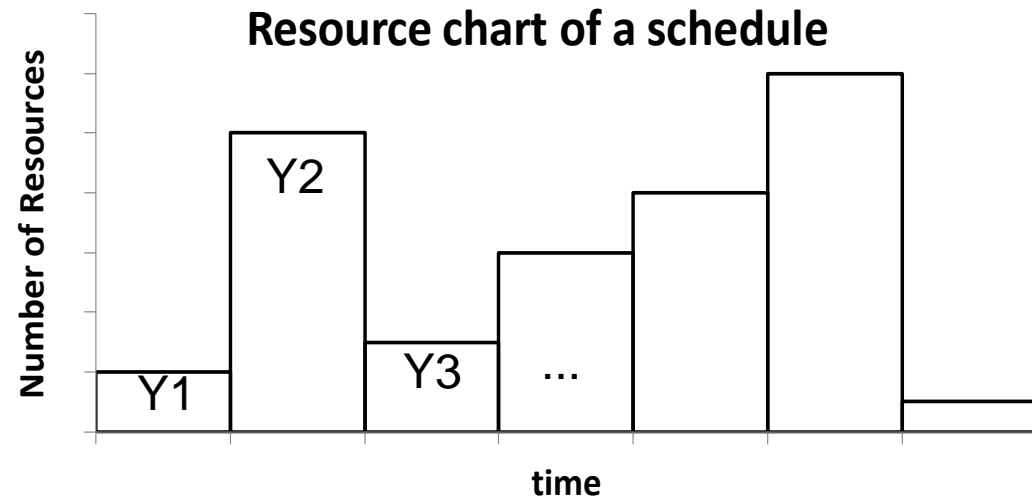 Resource chart of a schedule
Number of Resources
Y2
Y3
...
Y1
time